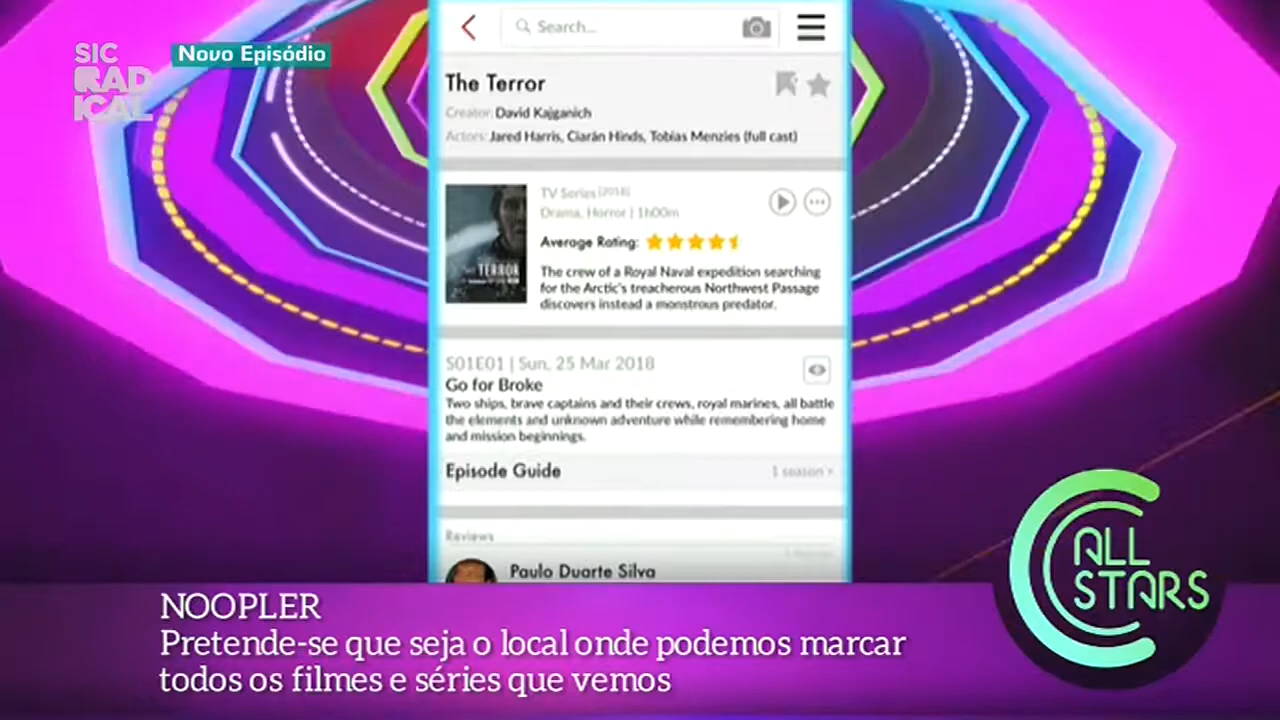 SIC
RAD
ICAL
Novo Episódio
Search...
The Terror
Creator: David Kajganich
Actors: Jared Harris, Ciarán Hinds, Tobias Menzies (full cast)
TV Series (2018)
Drama, Horror | 1h00m
Average Rating:
The crew of a Royal Naval expedition searching
for the Arctic's treacherous Northwest Passage
discovers instead a monstrous predator.
THE TERROR
S01E01 | Sun, 25 Mar 2018
Go for Broke
Two ships, brave captains and their crews, royal marines, all battle
the elements and unknown adventure while remembering home
and mission beginnings.
Episode Guide
1 season >
Reviews
Paulo Duarte Silva
CC ALL
STARS
NOOPLER
Pretende-se que seja o local onde podemos marcar
todos os filmes e séries que vemos